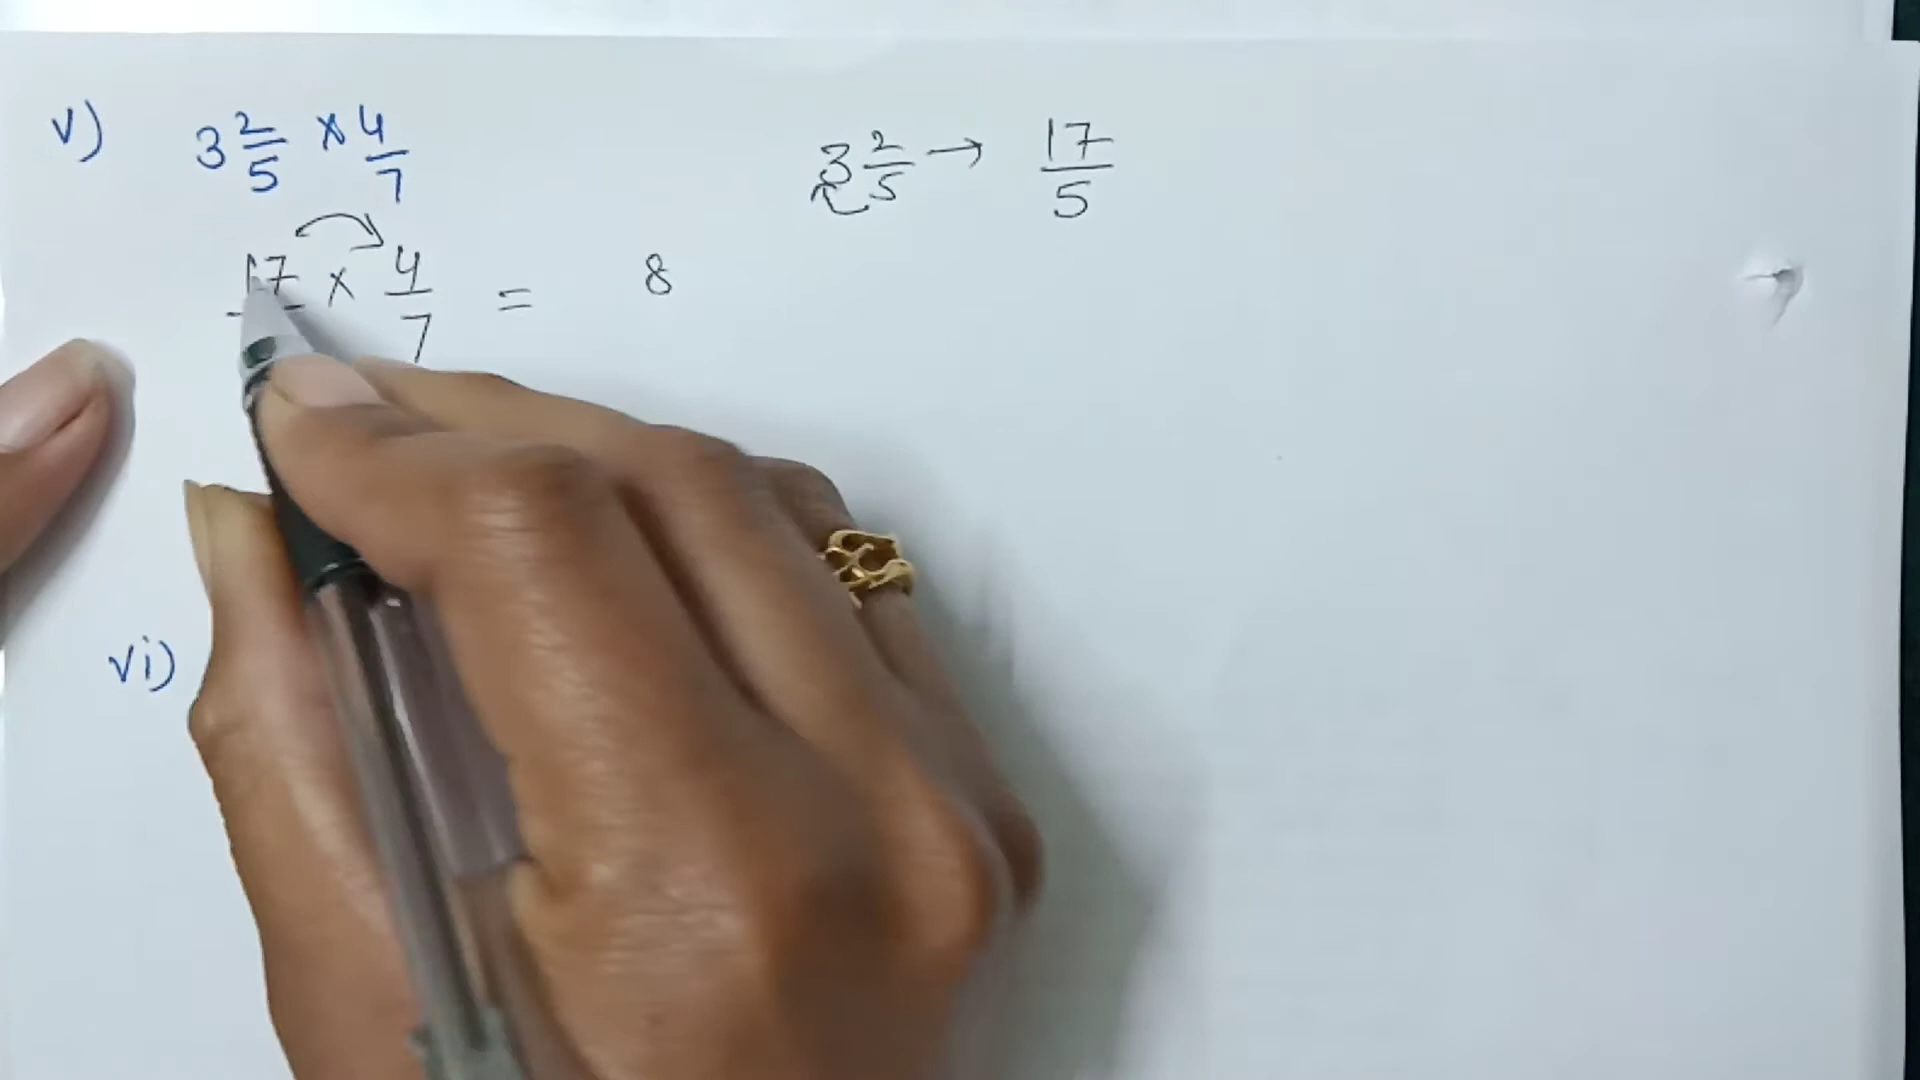 v) 3 2/5 × 4/7
3 2/5 → 17/5
17 × 4/7 = 8
vi)